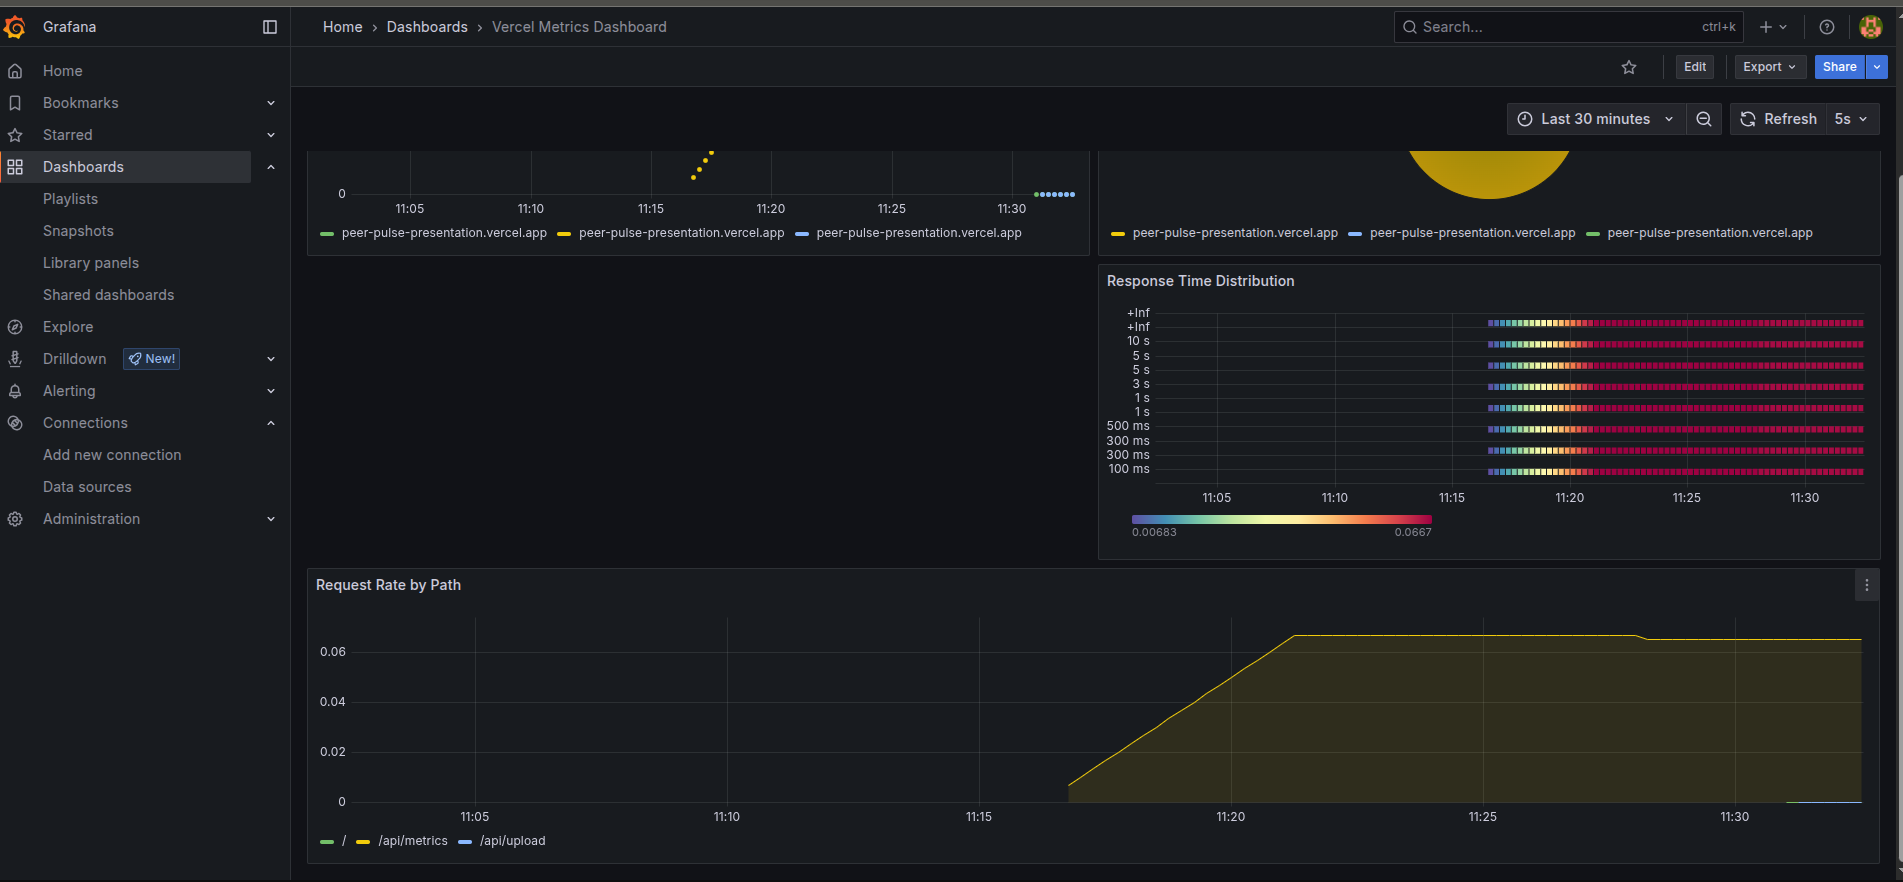 Grafana
Home › Dashboards › Vercel Metrics Dashboard
Search...
ctrl+k
Edit
Export
Share
Last 30 minutes
Refresh
5s
Home
Bookmarks
Starred
Dashboards
Playlists
Snapshots
Library panels
Shared dashboards
Explore
Drilldown New!
Alerting
Connections
Add new connection
Data sources
Administration
0
11:05 11:10 11:15 11:20 11:25 11:30
peer-pulse-presentation.vercel.app peer-pulse-presentation.vercel.app peer-pulse-presentation.vercel.app
peer-pulse-presentation.vercel.app peer-pulse-presentation.vercel.app peer-pulse-presentation.vercel.app
Response Time Distribution
+Inf
+Inf
10 s
5 s
5 s
3 s
1 s
1 s
500 ms
300 ms
300 ms
100 ms
11:05 11:10 11:15 11:20 11:25 11:30
0.00683 0.0667
Request Rate by Path
0.06
0.04
0.02
0
11:05 11:10 11:15 11:20 11:25 11:30
/ /api/metrics /api/upload